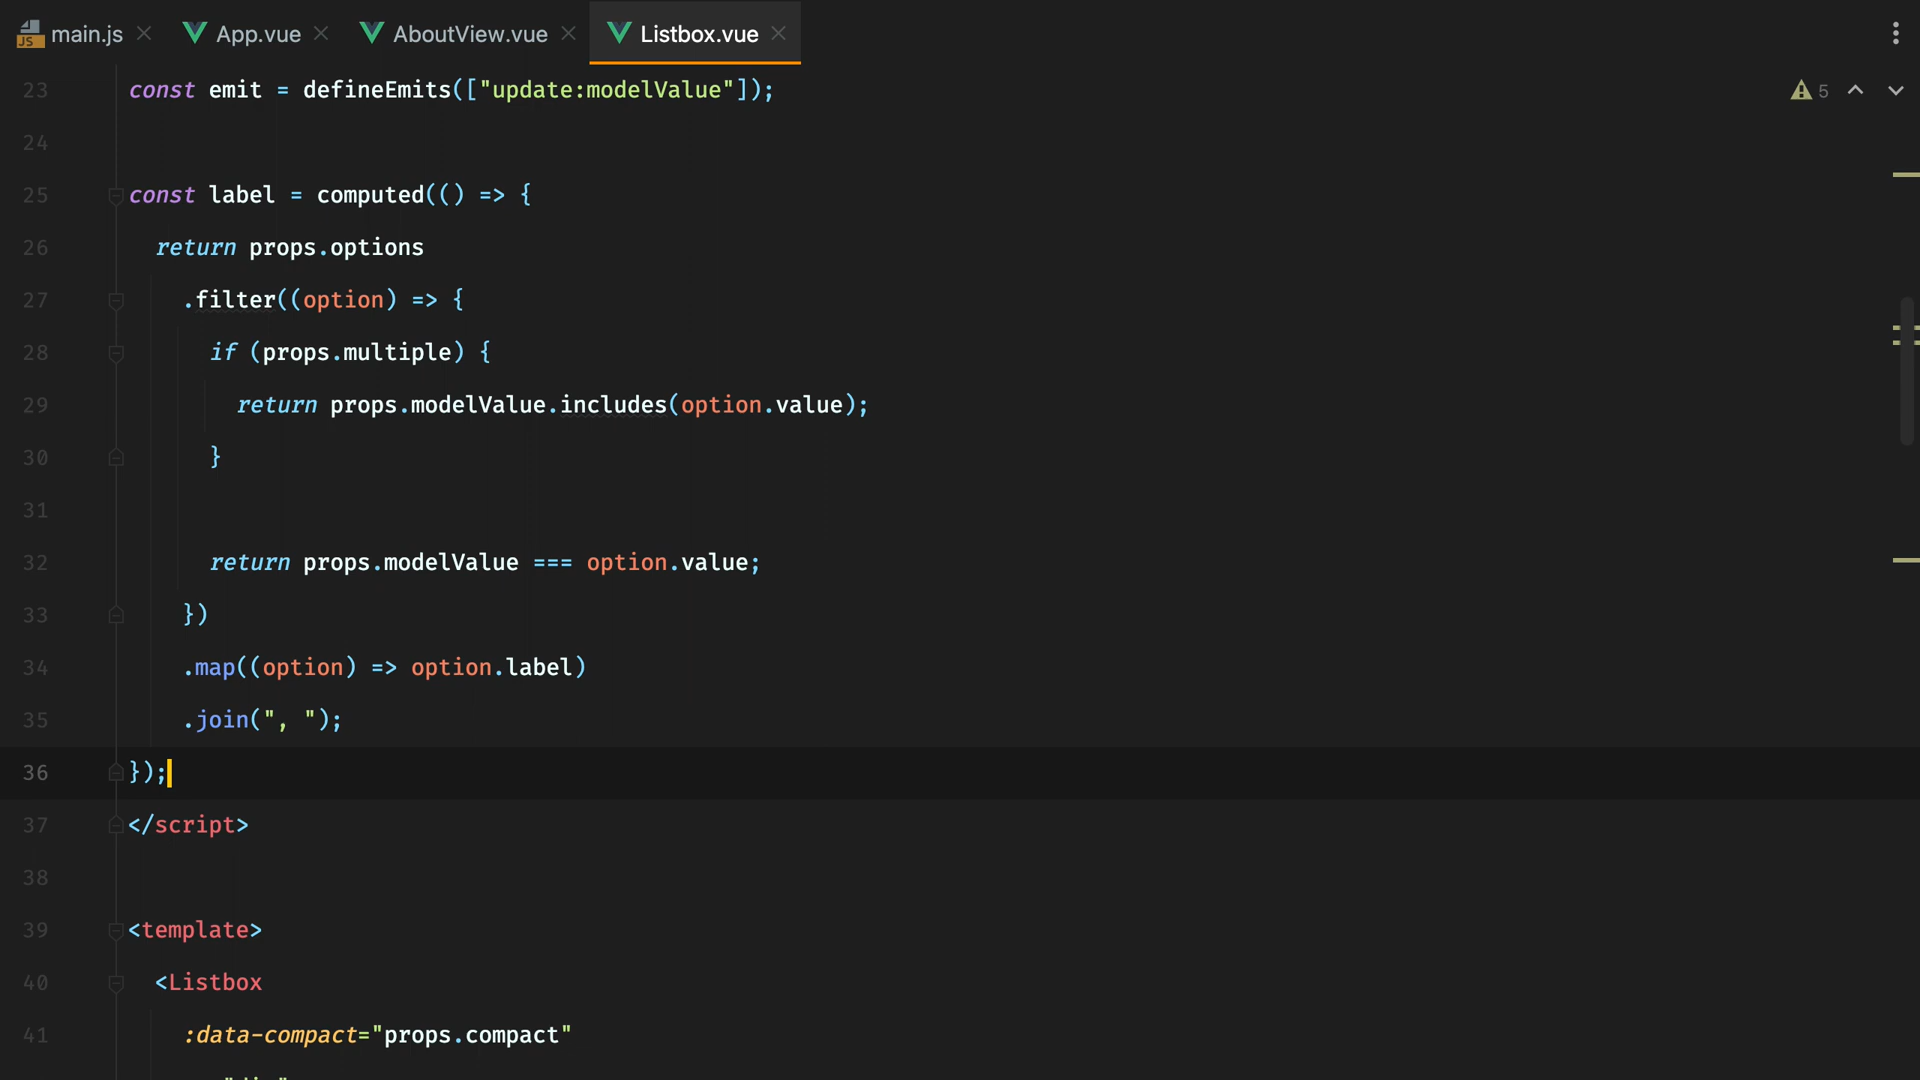 main.js
App.vue
AboutView.vue
Listbox.vue
23 const emit = defineEmits(["update:modelValue"]);
5
24
25 const label = computed(() => {
26 return props.options
27 .filter((option) => {
28 if (props.multiple) {
29 return props.modelValue.includes(option.value);
30 }
31
32 return props.modelValue === option.value;
33 })
34 .map((option) => option.label)
35 .join(", ");
36 });
37 </script>
38
39 <template>
40 <Listbox
41 :data-compact="props.compact"